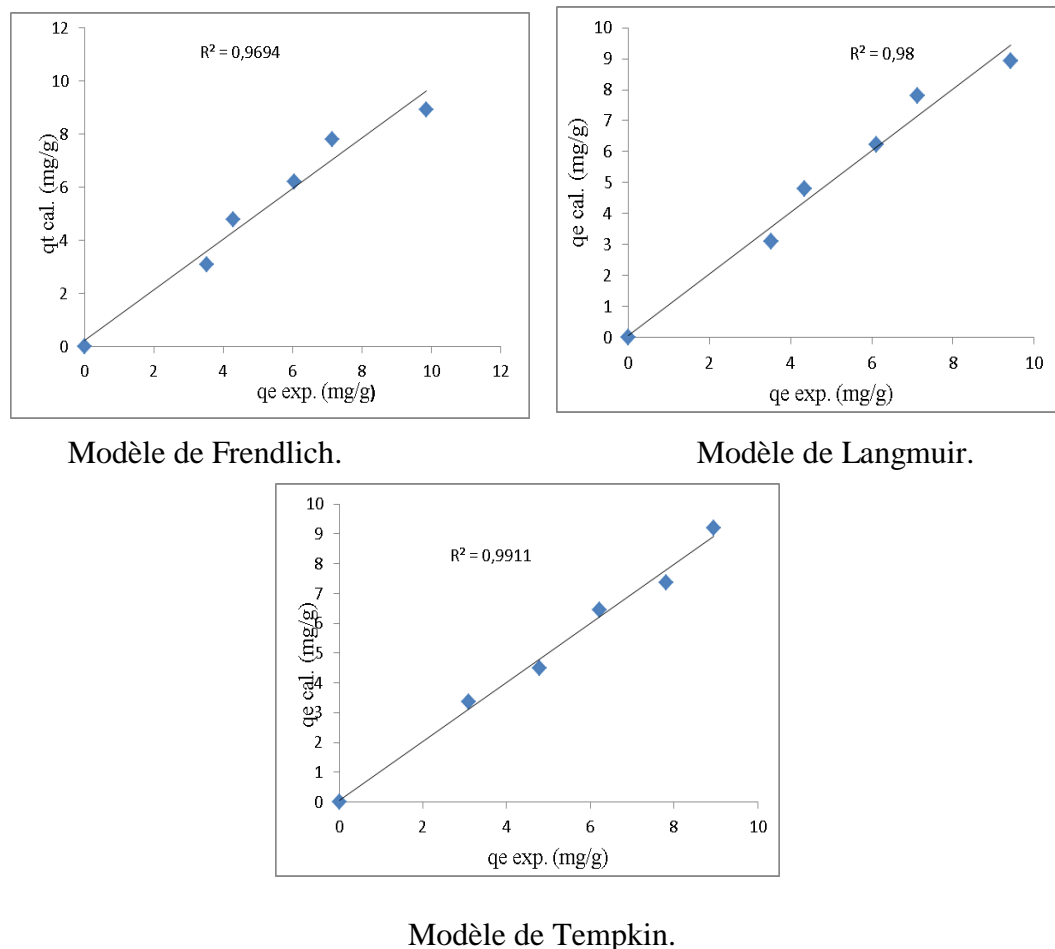 R² = 0,9694
12
10
8
6
4
2
0
qt cal. (mg/g)
0 2 4 6 8 10 12
qe exp. (mg/g)
R² = 0,98
10
9
8
7
6
5
4
3
2
1
0
qe cal. (mg/g)
0 2 4 6 8 10
qe exp. (mg/g)
Modèle de Frendlich.
Modèle de Langmuir.
R² = 0,9911
10
9
8
7
6
5
4
3
2
1
0
qe cal. (mg/g)
0 2 4 6 8 10
qe exp. (mg/g)
Modèle de Tempkin.